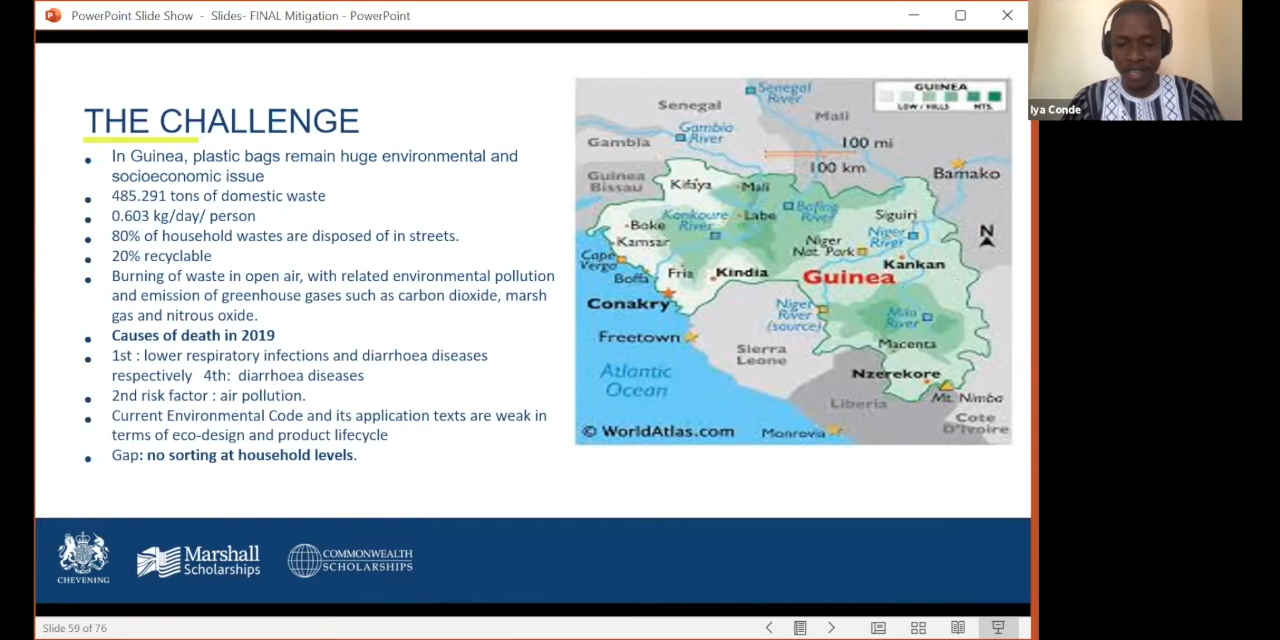 PowerPoint Slide Show - Slides- FINAL Mitigation - PowerPoint
lya Conde
THE CHALLENGE
In Guinea, plastic bags remain huge environmental and
socioeconomic issue
485.291 tons of domestic waste
0.603 kg/day/ person
80% of household wastes are disposed of in streets.
20% recyclable
Burning of waste in open air, with related environmental pollution
and emission of greenhouse gases such as carbon dioxide, marsh
gas and nitrous oxide.
Causes of death in 2019
1st : lower respiratory infections and diarrhoea diseases
respectively 4th: diarrhoea diseases
2nd risk factor : air pollution.
Current Environmental Code and its application texts are weak in
terms of eco-design and product lifecycle
Gap: no sorting at household levels.
Senegal
River
GUINEA
LOW / HILLS MTS.
Senegal
Mali
Gambia
River
Gambia
100 mi
100 km
Guinea
Bissau
Bamako
Kifaya
Mali
Bafing
River
Siguiri
Boke
Konkoure
River
Labe
N
Kamsar
Niger
River
Niger
Nat. Park
Cape
Verga
Kankan
Boffa
Fria
Kindia
Guinea
Conakry
Niger
River
(source)
Milo
River
Freetown
Sierra
Leone
Macenta
Atlantic
Ocean
Nzerekore
Mt. Nimba
Liberia
Cote
D'Ivoire
© WorldAtlas.com
Monrovia
CHEVENING
Marshall
Scholarships
COMMONWEALTH
SCHOLARSHIPS
Slide 59 of 76